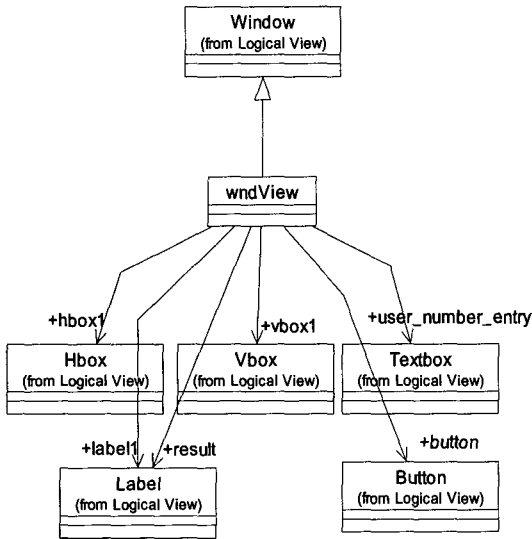 Window
(from Logical View)
wndView
+hbox1
+vbox1
+user_number_entry
Hbox
(from Logical View)
Vbox
(from Logical View)
Textbox
(from Logical View)
+label1
+result
+button
Label
(from Logical View)
Button
(from Logical View)